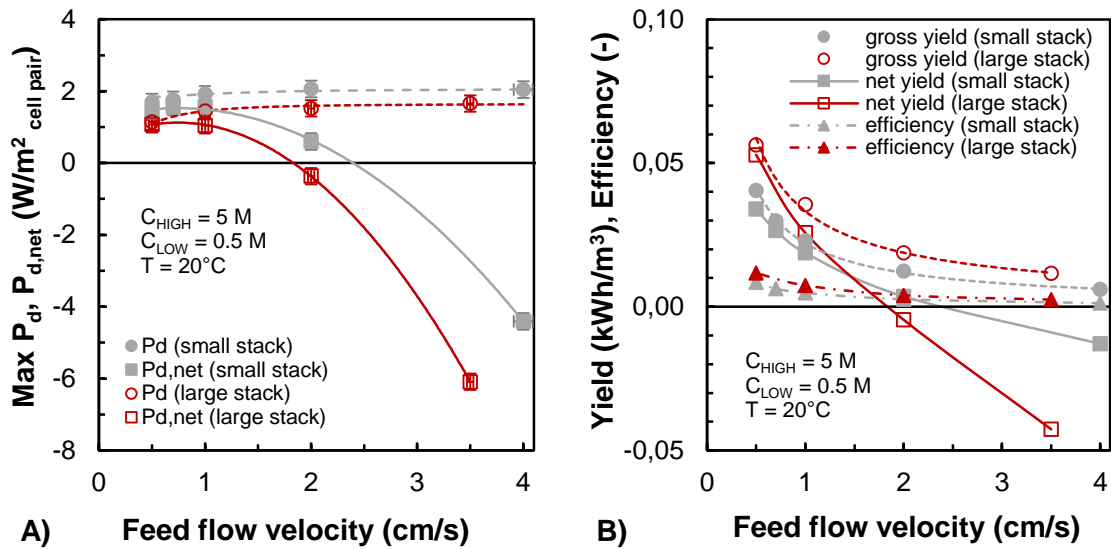 Max P_d, P_d,net (W/m² cell pair)
4
2
0
-2
-4
-6
-8
C_HIGH = 5 M
C_LOW = 0.5 M
T = 20°C
Pd (small stack)
Pd,net (small stack)
Pd (large stack)
Pd,net (large stack)
0
1
2
3
4
A)
Feed flow velocity (cm/s)
Yield (kWh/m³), Efficiency (-)
0,10
0,05
0,00
-0,05
gross yield (small stack)
gross yield (large stack)
net yield (small stack)
net yield (large stack)
efficiency (small stack)
efficiency (large stack)
C_HIGH = 5 M
C_LOW = 0.5 M
T = 20°C
0
1
2
3
4
B)
Feed flow velocity (cm/s)